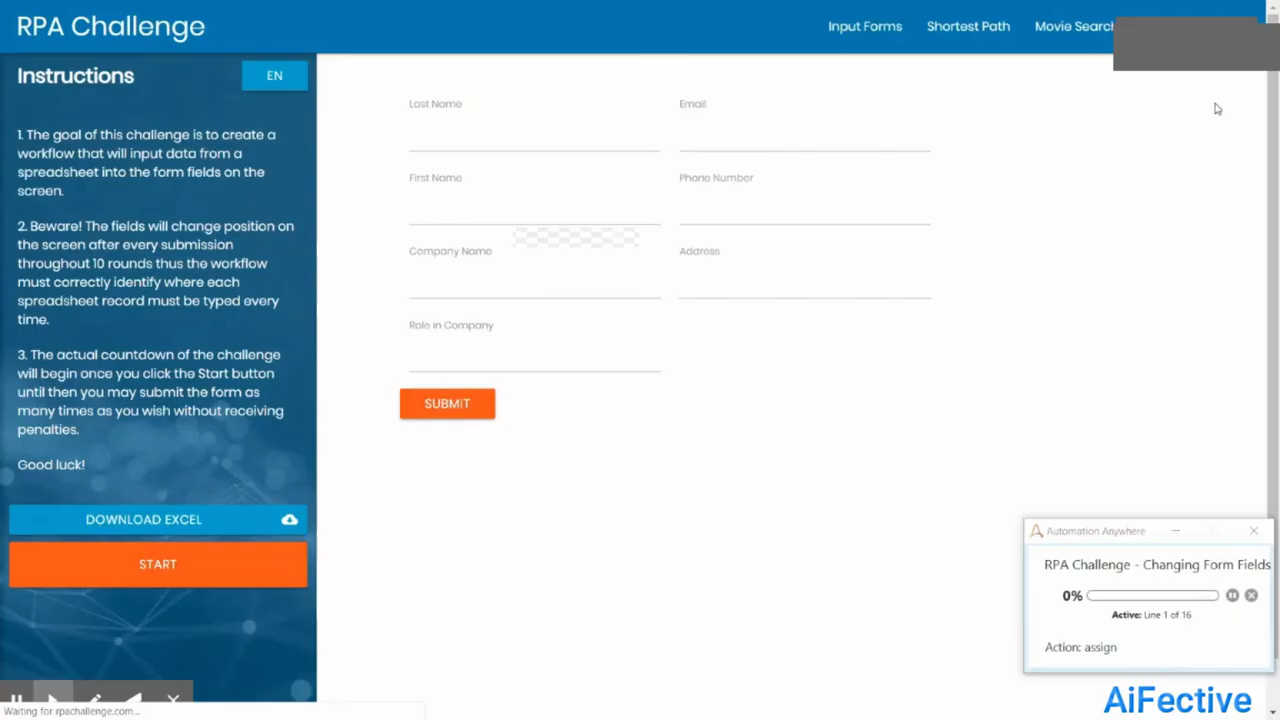 RPA Challenge
Input Forms
Shortest Path
Movie Search
Instructions
EN
1. The goal of this challenge is to create a
workflow that will input data from a
spreadsheet into the form fields on the
screen.
2. Beware! The fields will change position on
the screen after every submission
throughout 10 rounds thus the workflow
must correctly identify where each
spreadsheet record must be typed every
time.
3. The actual countdown of the challenge
will begin once you click the Start button
until then you may submit the form as
many times as you wish without receiving
penalties.
Good luck!
DOWNLOAD EXCEL
START
Last Name
Email
First Name
Phone Number
Company Name
Address
Role in Company
SUBMIT
Automation Anywhere
RPA Challenge - Changing Form Fields
0%
Active: Line 1 of 16
Action: assign
AiFective
Waiting for rpachallenge.com...